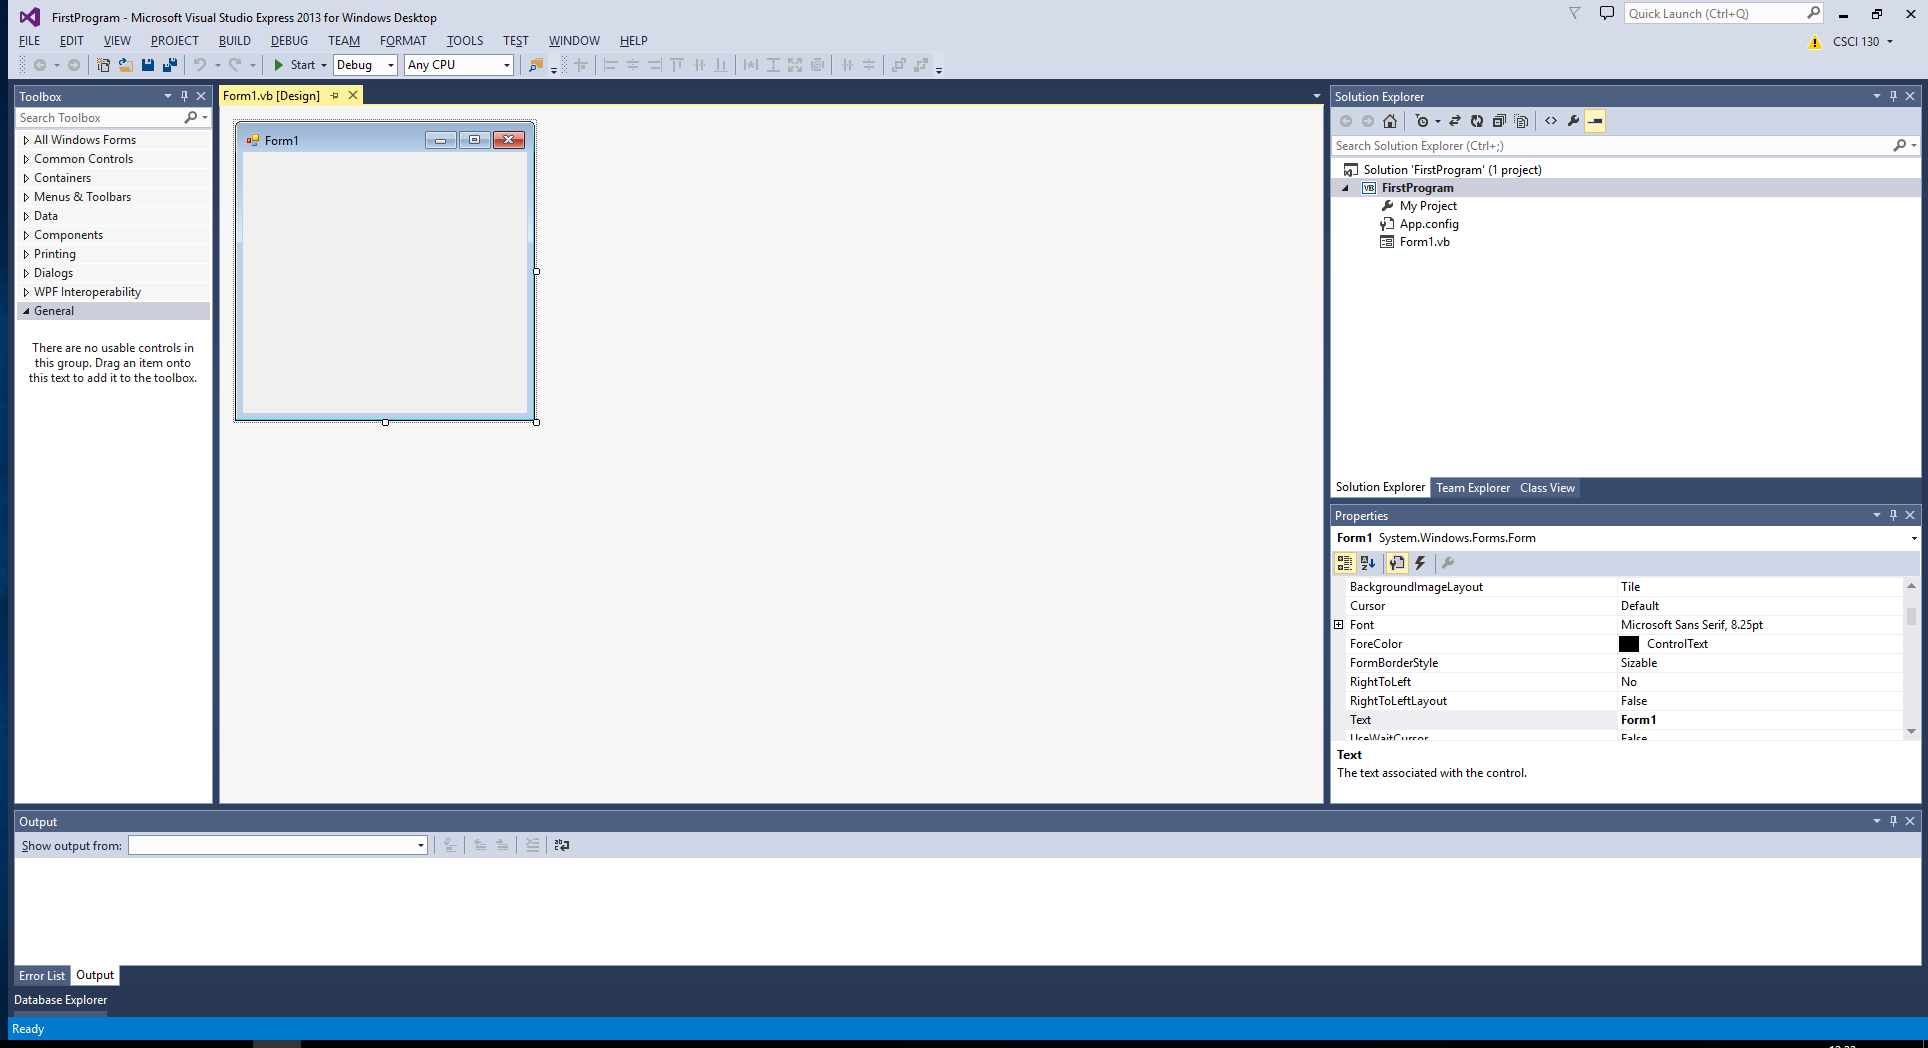 FirstProgram - Microsoft Visual Studio Express 2013 for Windows Desktop
Quick Launch (Ctrl+Q)
FILE EDIT VIEW PROJECT BUILD DEBUG TEAM FORMAT TOOLS TEST WINDOW HELP
CSCI 130
Start Debug Any CPU
Toolbox
Search Toolbox
All Windows Forms
Common Controls
Containers
Menus & Toolbars
Data
Components
Printing
Dialogs
WPF Interoperability
General
There are no usable controls in
this group. Drag an item onto
this text to add it to the toolbox.
Form1.vb [Design]
Form1
Solution Explorer
Search Solution Explorer (Ctrl+;)
Solution 'FirstProgram' (1 project)
VB FirstProgram
My Project
App.config
Form1.vb
Solution Explorer Team Explorer Class View
Properties
Form1 System.Windows.Forms.Form
BackgroundImageLayout Tile
Cursor Default
Font Microsoft Sans Serif, 8.25pt
ForeColor ControlText
FormBorderStyle Sizable
RightToLeft No
RightToLeftLayout False
Text Form1
UseWaitCursor False
Text
The text associated with the control.
Output
Show output from:
Error List Output
Database Explorer
Ready